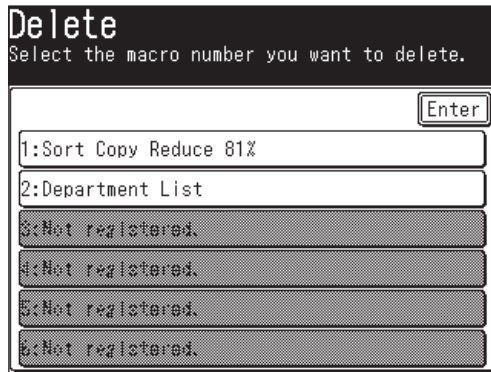 Delete
Select the macro number you want to delete.
Enter
1:Sort Copy Reduce 81%
2:Department List
3:Not registered.
4:Not registered.
5:Not registered.
6:Not registered.